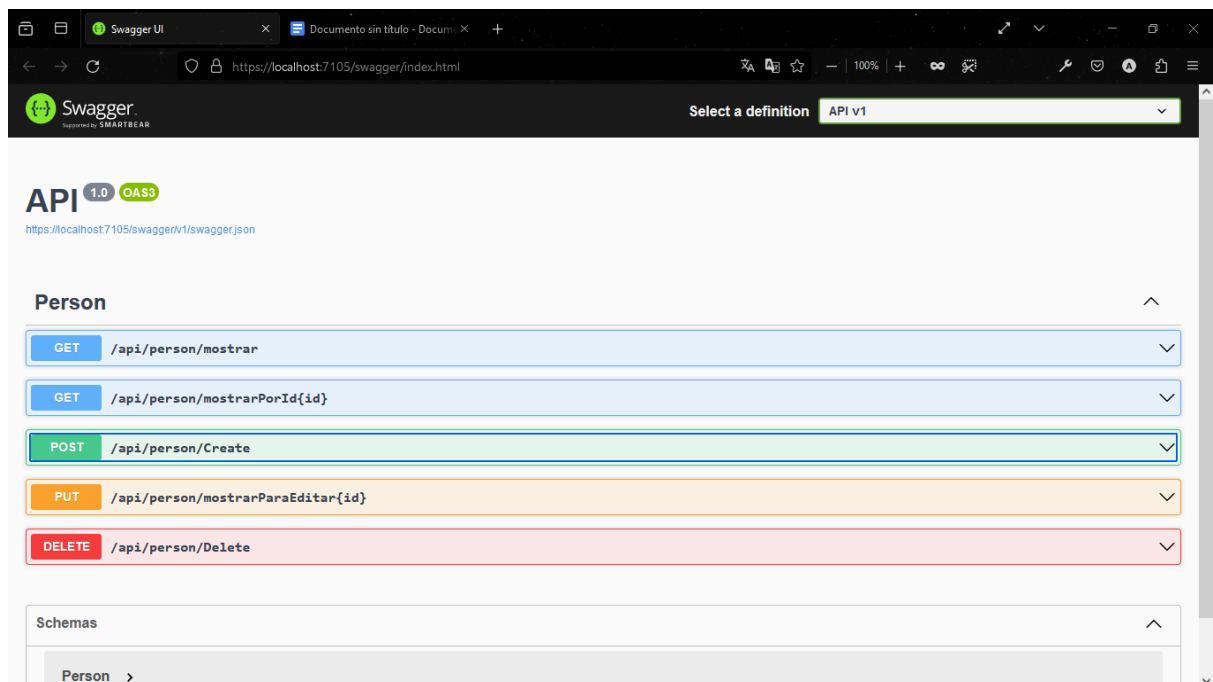 Swagger UI
Documento sin título - Docum
https://localhost:7105/swagger/index.html
100%
Swagger
Supported by SMARTBEAR
Select a definition
API v1
API 1.0 OAS3
https://localhost:7105/swagger/v1/swagger.json
Person
GET /api/person/mostrar
GET /api/person/mostrarPorId{id}
POST /api/person/Create
PUT /api/person/mostrarParaEditar{id}
DELETE /api/person/Delete
Schemas
Person